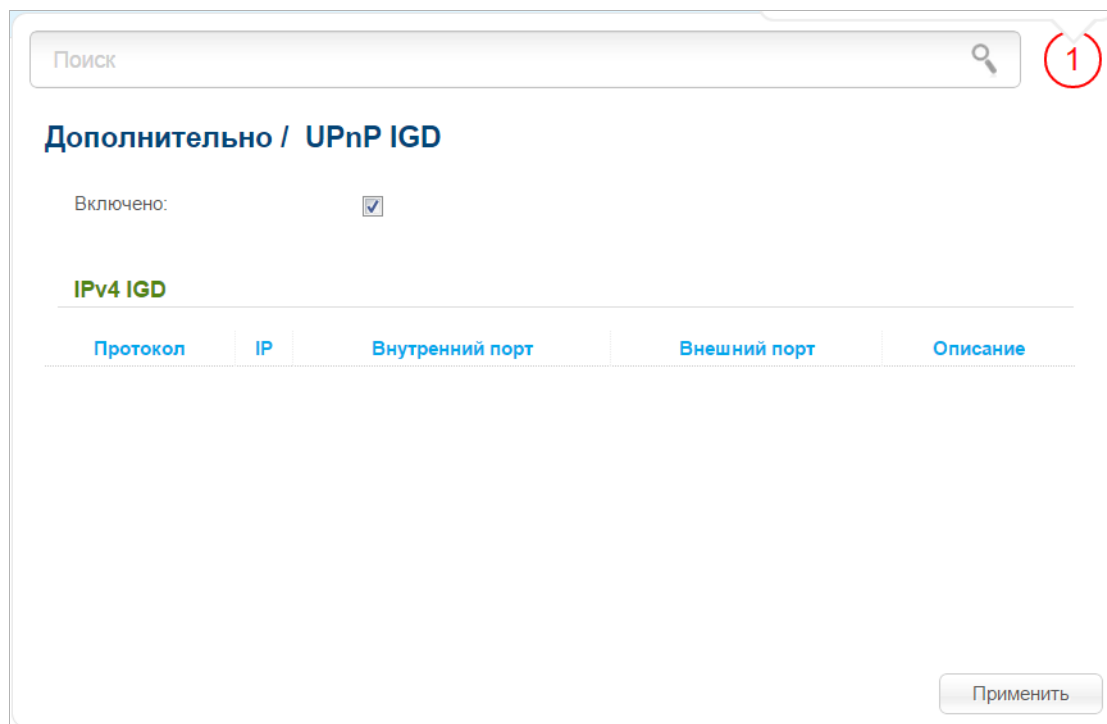 Поиск
1
Дополнительно / UPnP IGD
Включено:
IPv4 IGD
Протокол IP Внутренний порт Внешний порт Описание
Применить